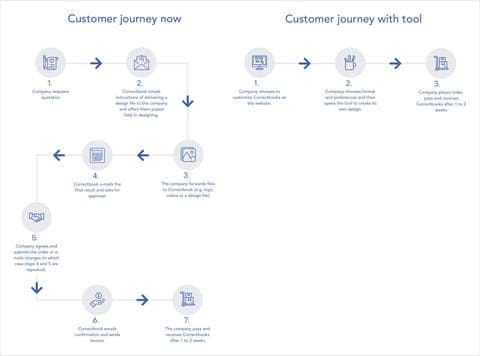 Customer journey now
Customer journey with tool
1.
Company requests
quotation.
2.
Correctbook emails
instructions of delivering a
design file to the company
and offers them payed
help in designing.
3.
The company forwards files
to Correctbook (e.g. logo,
colors or a design file).
4.
Correctbook e-mails the
final result and asks for
approval.
5.
Company agrees and
submits the order or e-
mails changes (in which
case steps 4 and 5 are
repeated).
6.
Correctbook emails
confirmation and sends
invoice.
7.
The company pays and
receives Correctbooks
after 1 to 2 weeks.
1.
Company chooses to
customize Correctbooks on
the website.
2.
Company chooses format
and preferences and then
opens the tool to create its
own design.
3.
Company places order,
pays and receives
Correctbooks after 1 to 2
weeks